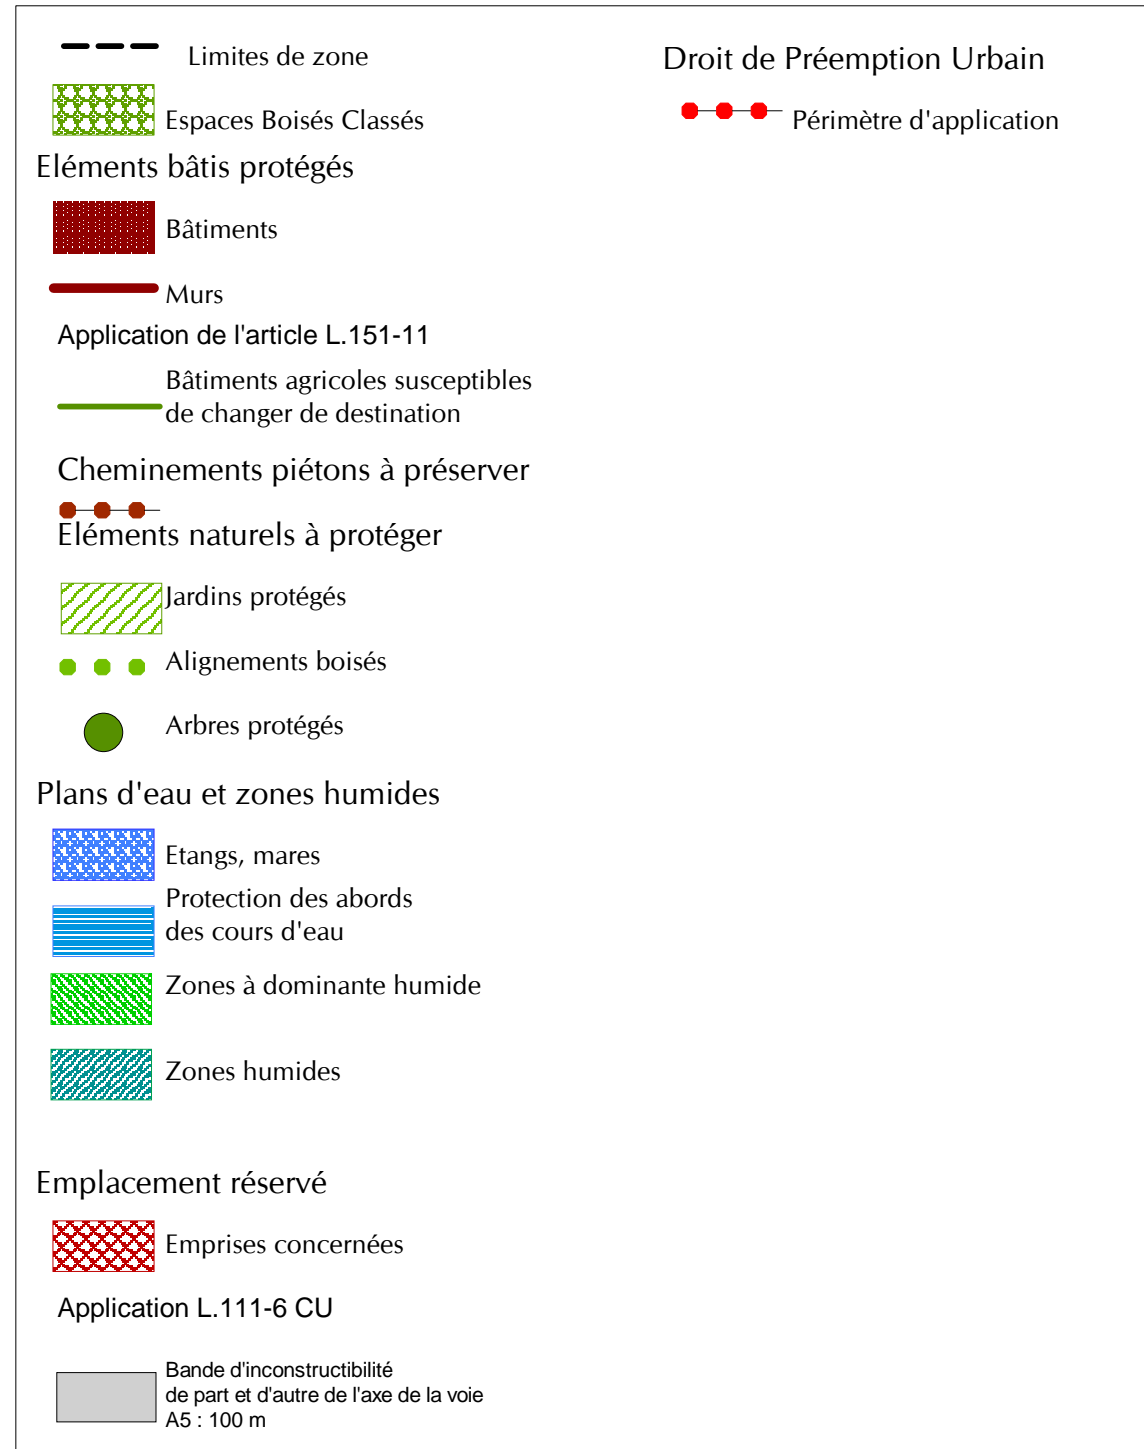 Limites de zone
Espaces Boisés Classés
Eléments bâtis protégés
Bâtiments
Murs
Application de l'article L.151-11
Bâtiments agricoles susceptibles
de changer de destination
Cheminements piétons à préserver
Eléments naturels à protéger
Jardins protégés
Alignements boisés
Arbres protégés
Plans d'eau et zones humides
Etangs, mares
Protection des abords
des cours d'eau
Zones à dominante humide
Zones humides
Emplacement réservé
Emprises concernées
Application L.111-6 CU
Bande d'inconstructibilité
de part et d'autre de l'axe de la voie
A5 : 100 m
Droit de Préemption Urbain
Périmètre d'application